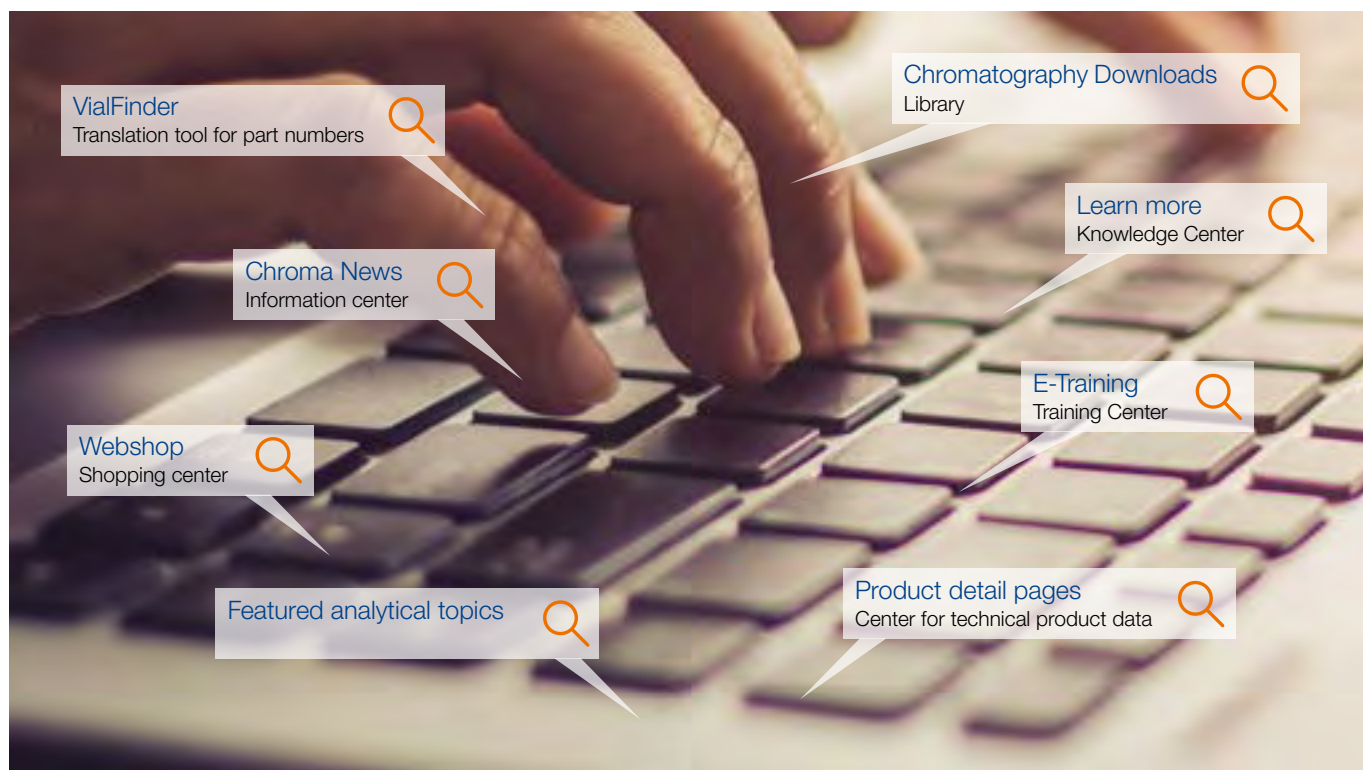 VialFinder
Translation tool for part numbers
Chromatography Downloads
Library
Learn more
Knowledge Center
Chroma News
Information center
E-Training
Training Center
Webshop
Shopping center
Featured analytical topics
Product detail pages
Center for technical product data